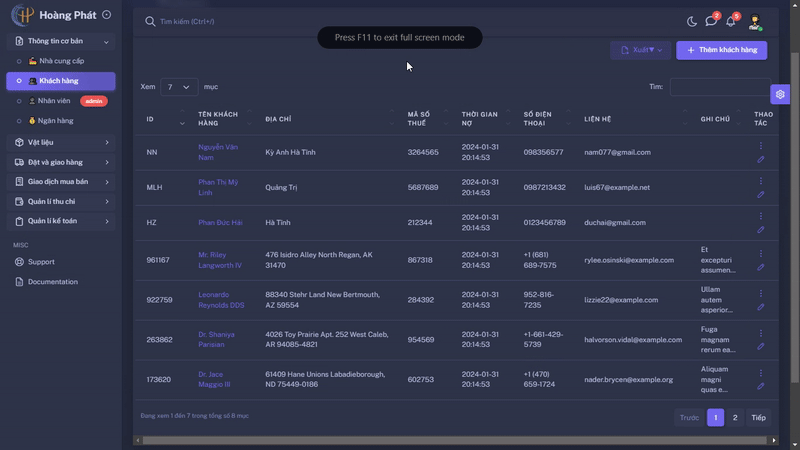 Hoàng Phát
Thông tin cơ bản
Nhà cung cấp
Khách hàng
Nhân viên admin
Ngân hàng
Vật liệu
Đặt và giao hàng
Giao dịch mua bán
Quản lí thu chi
Quản lí kế toán
MISC
Support
Documentation
Tìm kiếm (Ctrl+/)
2 5
Press F11 to exit full screen mode
Xuất
Thêm khách hàng
Xem 7 mục
Tìm:
ID TÊN KHÁCH HÀNG ĐỊA CHỈ MÃ SỐ THUẾ THỜI GIAN NỢ SỐ ĐIỆN THOẠI LIÊN HỆ GHI CHÚ THAO TÁC
NN Nguyễn Văn Nam Kỳ Anh Hà Tĩnh 3264565 2024-01-31 20:14:53 098356577 nam077@gmail.com
MLH Phan Thị Mỹ Linh Quảng Trị 5687689 2024-01-31 20:14:53 0987213432 luis67@example.net
HZ Phan Đức Hải Hà Tĩnh 212344 2024-01-31 20:14:53 0123456789 duchai@gmail.com
961167 Mr. Riley Langworth IV 476 Isidro Alley North Regan, AK 31470 867318 2024-01-31 20:14:53 +1 (681) 689-7575 rylee.osinski@example.com Et excepturi assumen...
922759 Leonardo Reynolds DDS 88340 Stehr Land New Bertmouth, AZ 59554 284392 2024-01-31 20:14:53 952-816-7235 lizzie22@example.com Ullam autem asperior...
263862 Dr. Shaniya Parisian 4026 Toy Prairie Apt. 252 West Caleb, AR 94085-4821 954569 2024-01-31 20:14:53 +1-661-429-5739 halvorson.vidal@example.com Fuga magnam rerum ea...
173620 Dr. Jace Maggio III 61409 Hane Unions Labadieborough, ND 75449-0186 602753 2024-01-31 20:14:53 +1 (470) 659-1724 nader.brycen@example.org Aliquam magni quas e...
Đang xem 1 đến 7 trong tổng số 8 mục
Trước 1 2 Tiếp